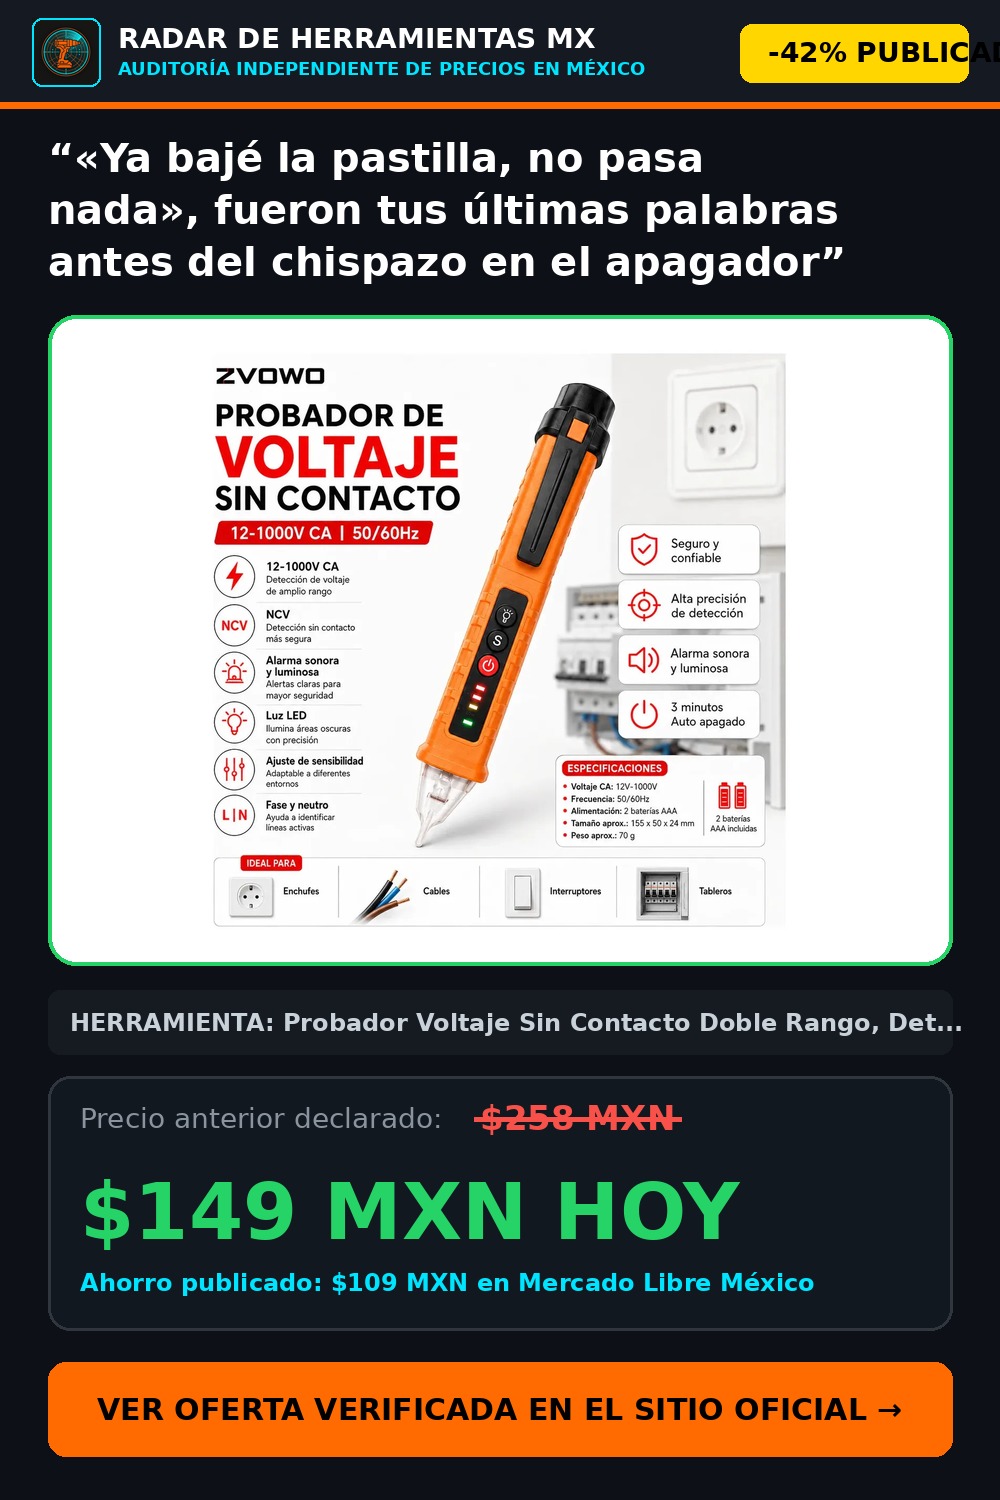 RADAR DE HERRAMIENTAS MX
AUDITORÍA INDEPENDIENTE DE PRECIOS EN MÉXICO
-42% PUBLICA
“«Ya bajé la pastilla, no pasa
nada», fueron tus últimas palabras
antes del chispazo en el apagador”
ZVOWO
PROBADOR DE
VOLTAJE
SIN CONTACTO
12-1000V CA | 50/60Hz
12-1000V CA
Detección de voltaje
de amplio rango
NCV
NCV
Detección sin contacto
más segura
Alarma sonora
y luminosa
Alertas claras para
mayor seguridad
Luz LED
Ilumina áreas oscuras
con precisión
Ajuste de sensibilidad
Adaptable a diferentes
entornos
L|N
Fase y neutro
Ayuda a identificar
líneas activas
S
Seguro y
confiable
Alta precisión
de detección
Alarma sonora
y luminosa
3 minutos
Auto apagado
ESPECIFICACIONES
• Voltaje CA: 12V-1000V
• Frecuencia: 50/60Hz
• Alimentación: 2 baterías AAA
• Tamaño aprox.: 155 x 50 x 24 mm
• Peso aprox.: 70 g
2 baterías
AAA incluidas
IDEAL PARA
Enchufes
Cables
Interruptores
Tableros
HERRAMIENTA: Probador Voltaje Sin Contacto Doble Rango, Det...
Precio anterior declarado: $258 MXN
$149 MXN HOY
Ahorro publicado: $109 MXN en Mercado Libre México
VER OFERTA VERIFICADA EN EL SITIO OFICIAL →